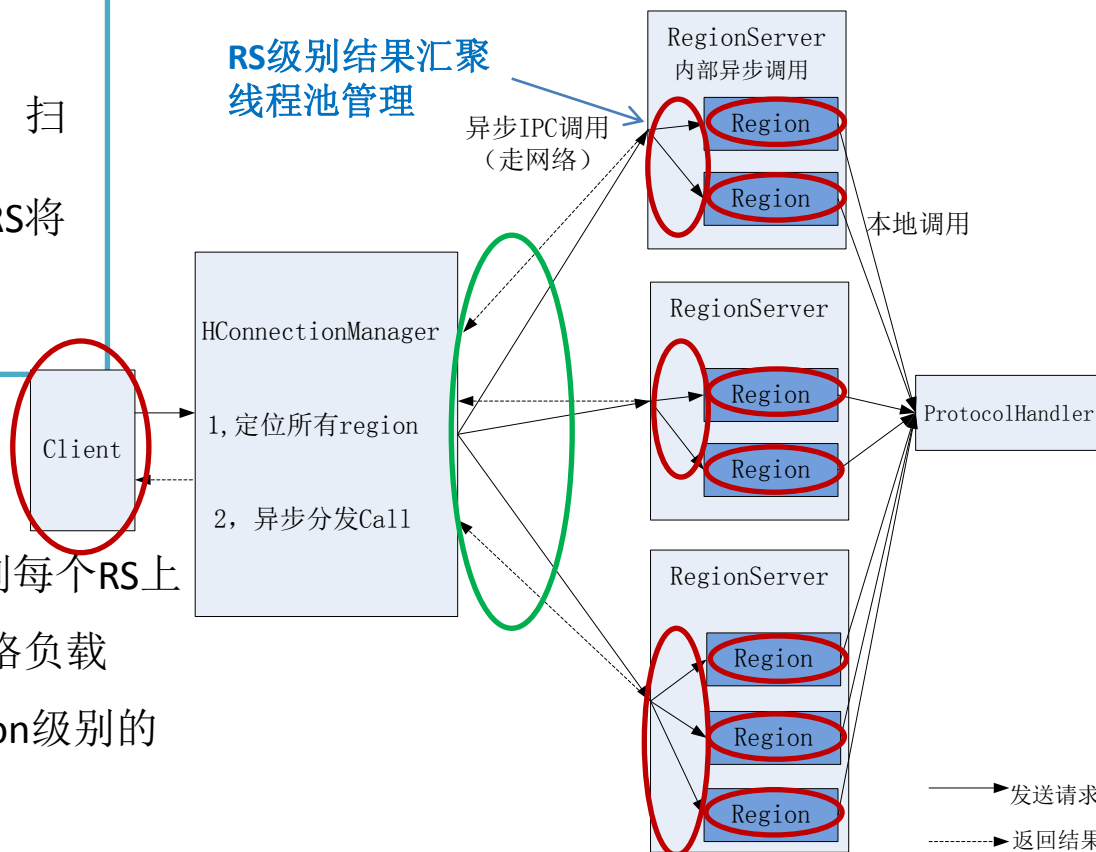 扫
RS将
RS级别结果汇聚
线程池管理
异步IPC调用
（走网络）
RegionServer
内部异步调用
Region
Region
本地调用
HConnectionManager
1,定位所有region
2，异步分发Call
Client
RegionServer
Region
Region
ProtocolHandler
每个RS上
络负载
on级别的
RegionServer
Region
Region
Region
发送请求
返回结果